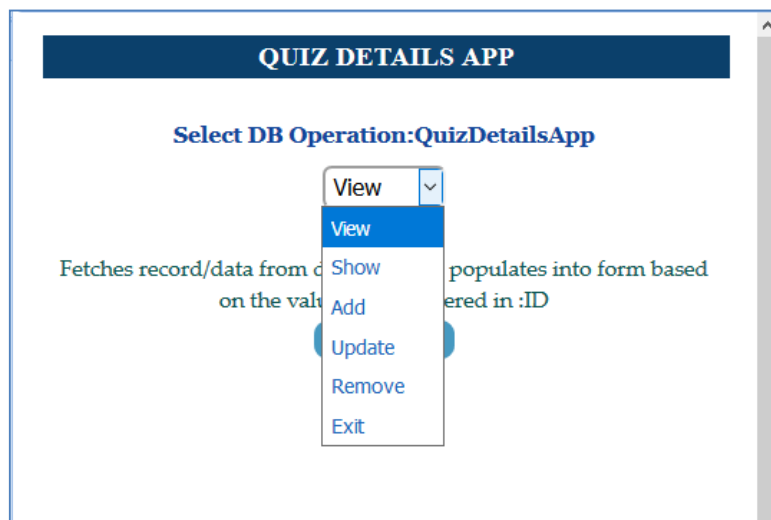 QUIZ DETAILS APP
Select DB Operation:QuizDetailsApp
View
View
Fetches record/data from populates into form based
Show
on the ered in :ID
Add
Update
Remove
Exit